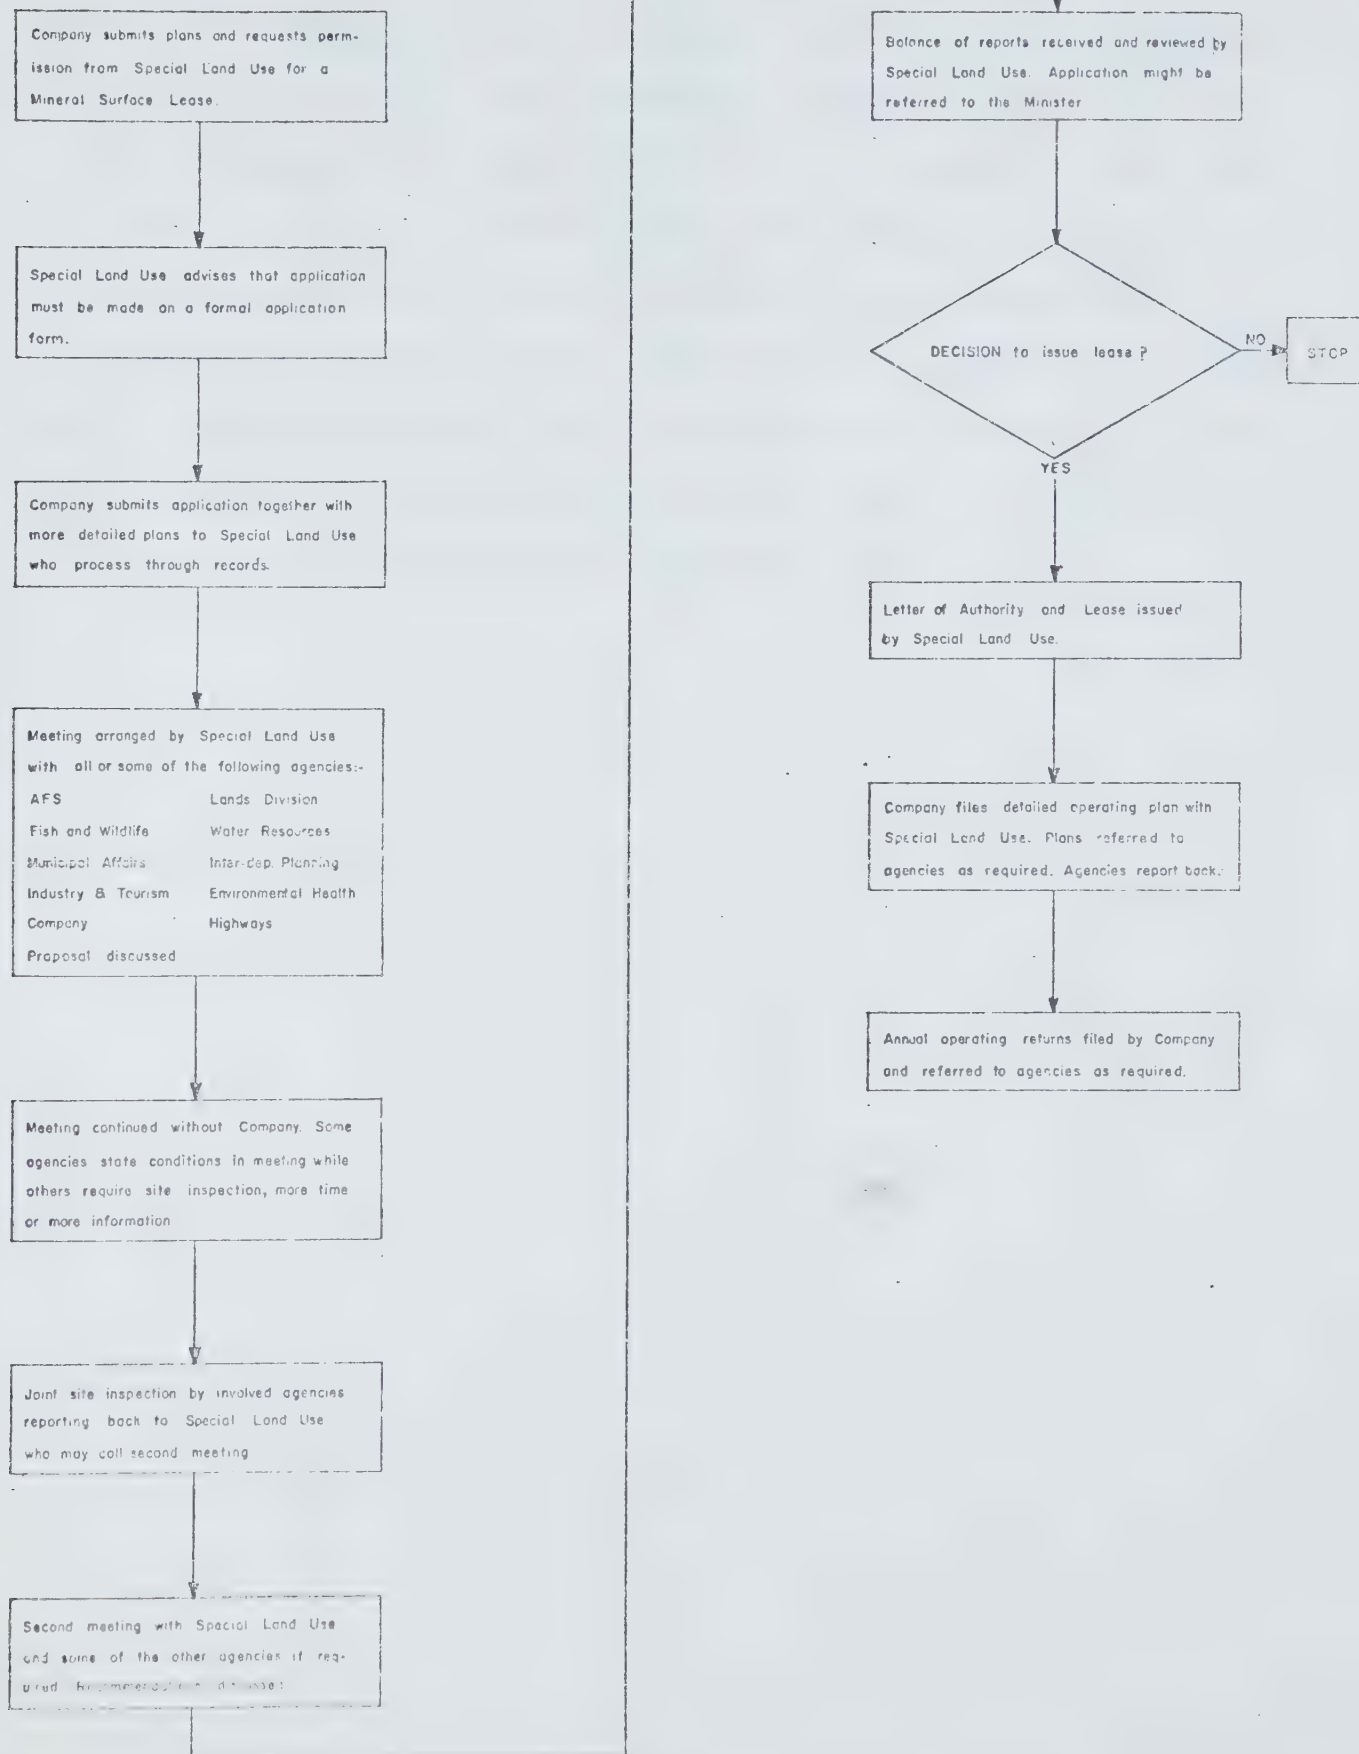 Company submits plans and requests perm-
ission from Special Land Use for a
Mineral Surface Lease.
Special Land Use advises that application
must be made on a formal application
form.
Company submits application together with
more detailed plans to Special Land Use
who process through records.
Meeting arranged by Special Land Use
with all or some of the following agencies:-
AFS Lands Division
Fish and Wildlife Water Resources
Municipal Affairs Inter-dep. Planning
Industry & Tourism Environmental Health
Company Highways
Proposal discussed
Meeting continued without Company. Some
agencies state conditions in meeting while
others require site inspection, more time
or more information
Joint site inspection by involved agencies
reporting back to Special Land Use
who may call second meeting
Second meeting with Special Land Use
and some of the other agencies if req-
uired
Balance of reports received and reviewed by
Special Land Use. Application might be
referred to the Minister
DECISION to issue lease?
NO
STOP
YES
Letter of Authority and Lease issued
by Special Land Use.
Company files detailed operating plan with
Special Land Use. Plans referred to
agencies as required. Agencies report back.
Annual operating returns filed by Company
and referred to agencies as required.